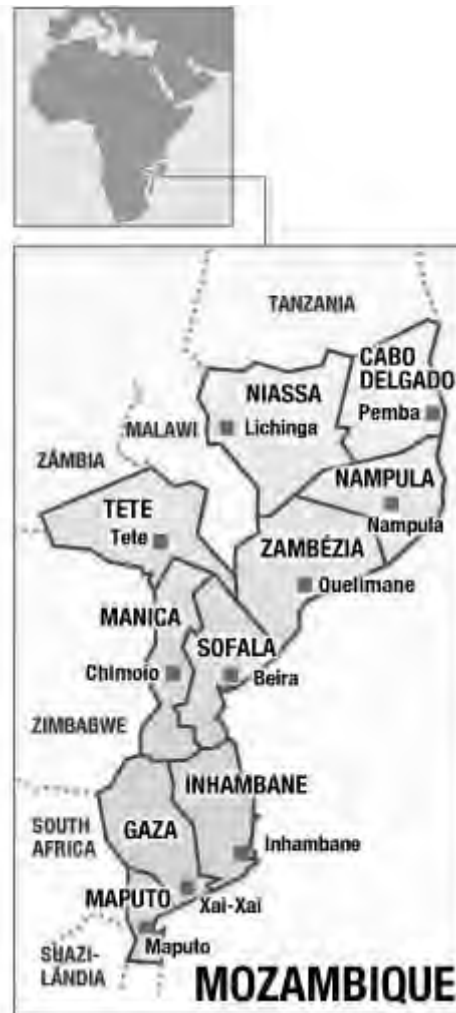 TANZANIA
CABO
DELGADO
NIASSA
Pemba
Lichinga
MALAWI
ZÂMBIA
NAMPULA
TETE
Nampula
Tete
ZAMBÉZIA
Quelimane
MANICA
SOFALA
Chimoio
Beira
ZIMBABWE
INHAMBANE
SOUTH
AFRICA
GAZA
Inhambane
MAPUTO
Xai-Xai
Maputo
SUAZI-
LÂNDIA
MOZAMBIQUE